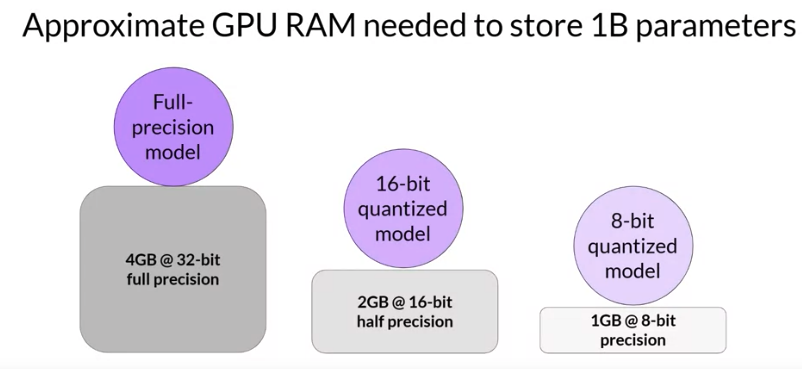 Approximate GPU RAM needed to store 1B parameters
Full-
precision
model
4GB @ 32-bit
full precision
16-bit
quantized
model
2GB @ 16-bit
half precision
8-bit
quantized
model
1GB @ 8-bit
precision